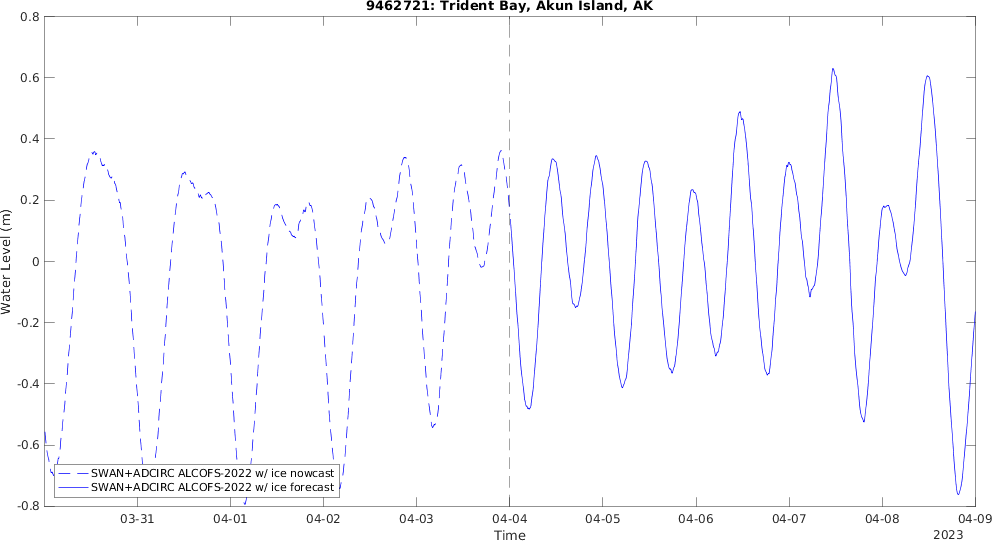 9462721: Trident Bay, Akun Island, AK
0.8
0.6
0.4
0.2
0
-0.2
-0.4
-0.6
-0.8
Water Level (m)
SWAN+ADCIRC ALCOFS-2022 w/ ice nowcast
SWAN+ADCIRC ALCOFS-2022 w/ ice forecast
03-31 04-01 04-02 04-03 04-04 04-05 04-06 04-07 04-08 04-09
Time
2023